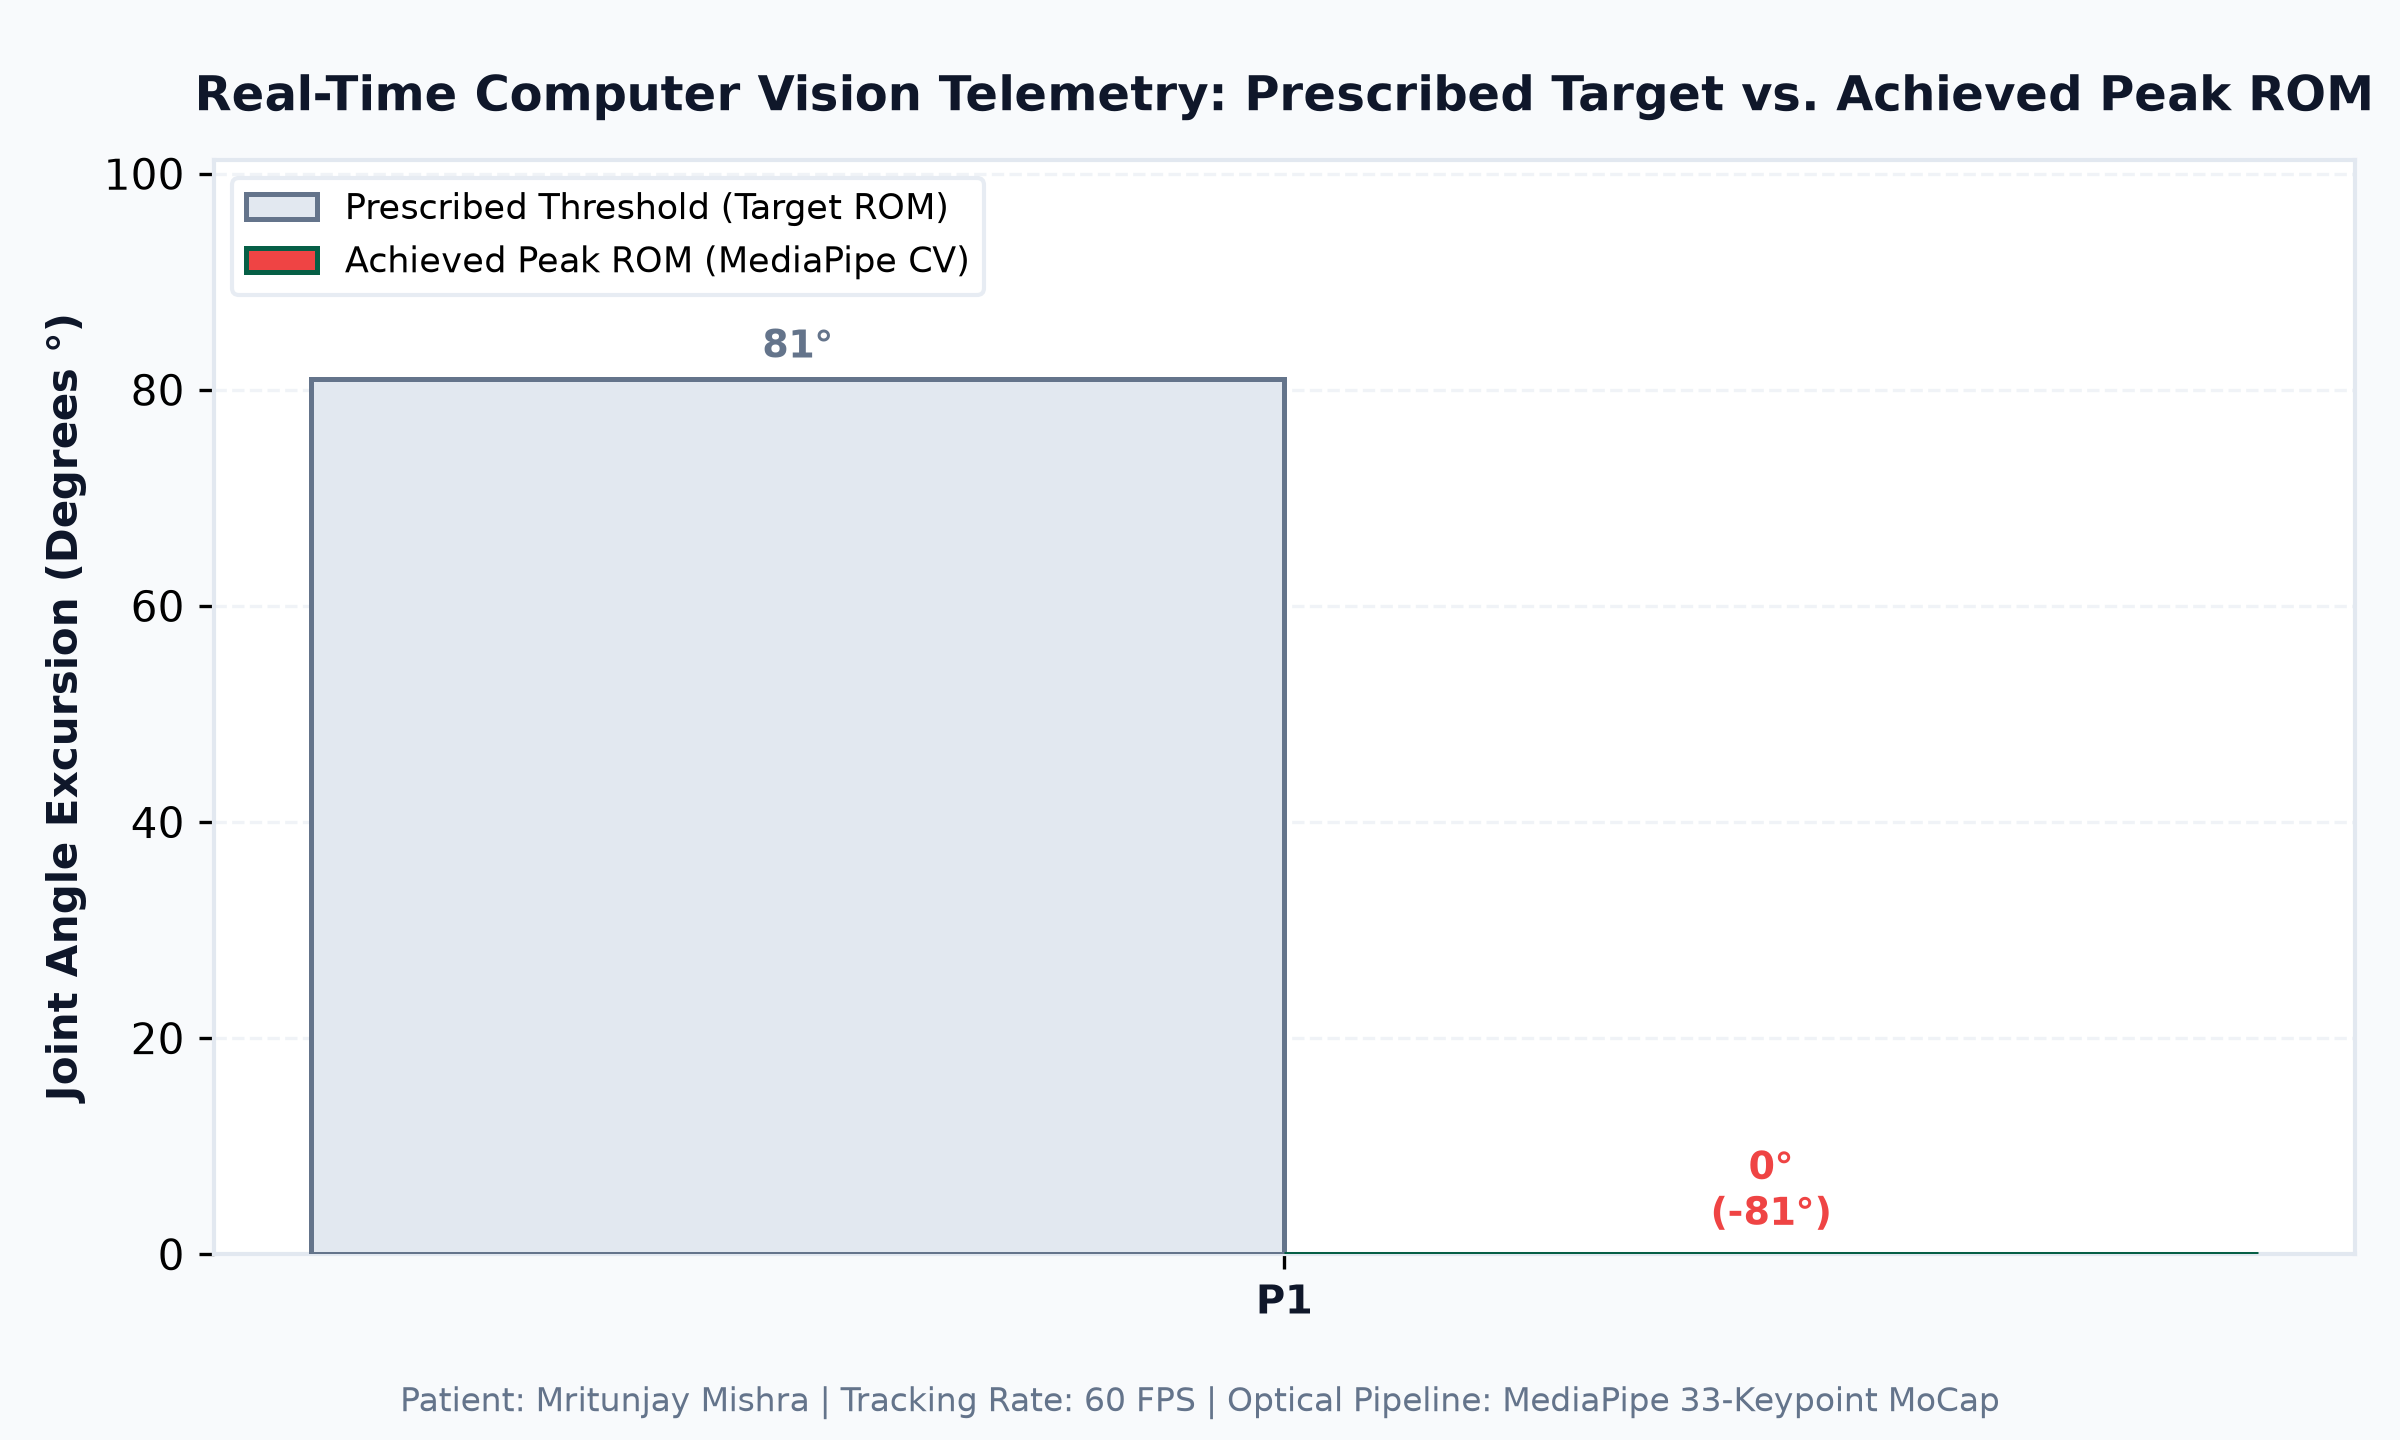 Real-Time Computer Vision Telemetry: Prescribed Target vs. Achieved Peak ROM
Prescribed Threshold (Target ROM)
Achieved Peak ROM (MediaPipe CV)
Joint Angle Excursion (Degrees °)
100
80
60
40
20
0
81°
0°
(-81°)
P1
Patient: Mritunjay Mishra | Tracking Rate: 60 FPS | Optical Pipeline: MediaPipe 33-Keypoint MoCap